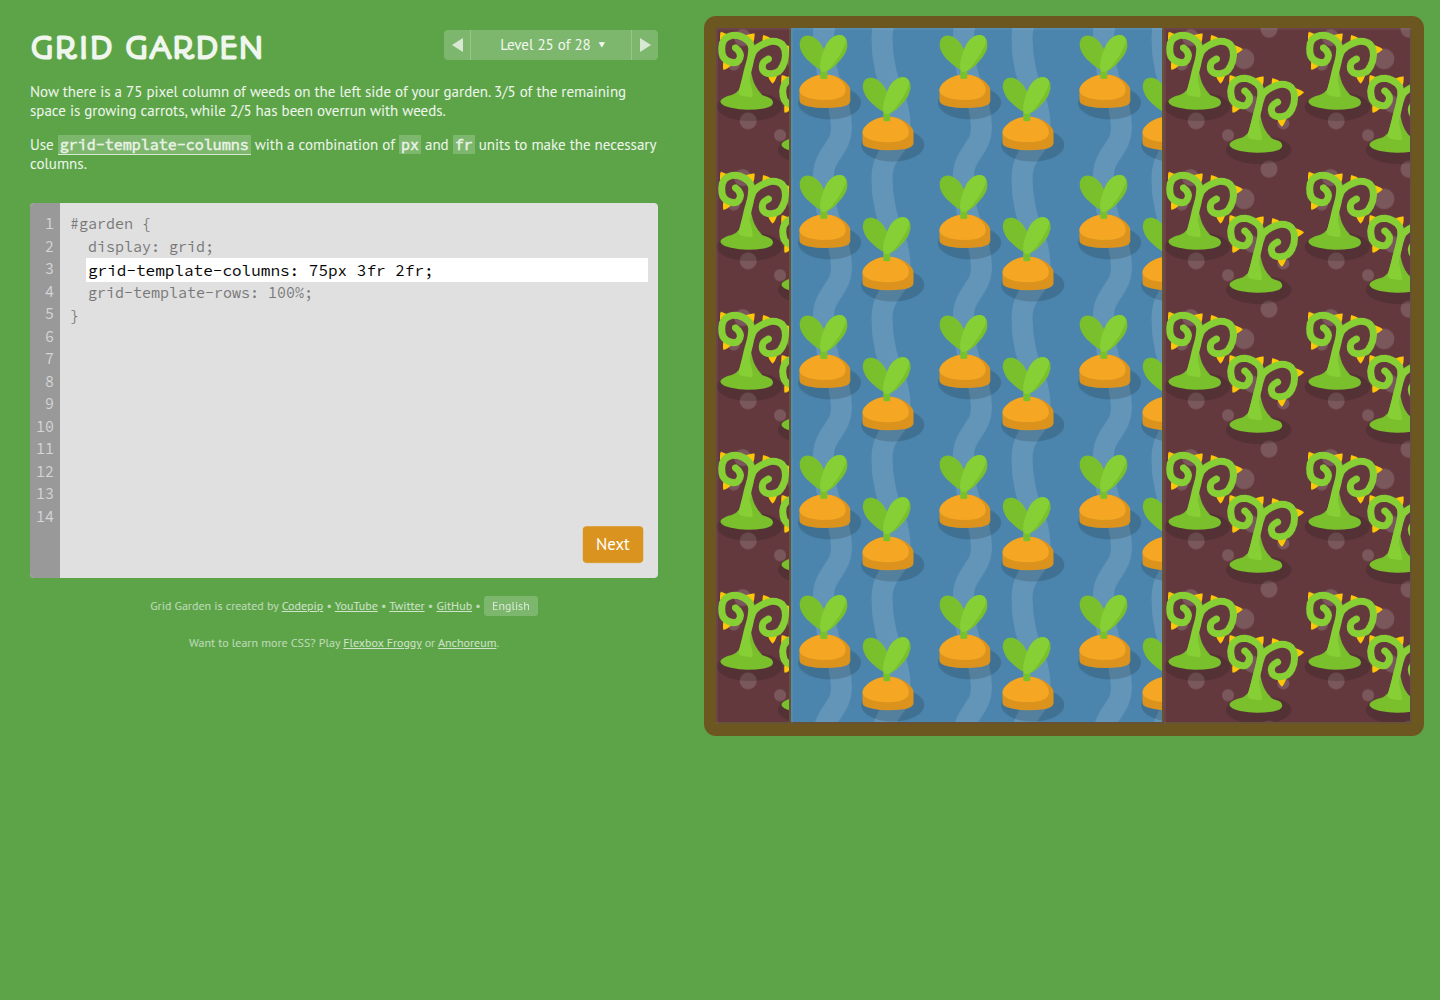 GRID GARDEN
Level 25 of 28 ▼
Now there is a 75 pixel column of weeds on the left side of your garden. 3/5 of the remaining
space is growing carrots, while 2/5 has been overrun with weeds.
Use grid-template-columns with a combination of px and fr units to make the necessary
columns.
1 #garden {
2 display: grid;
3 grid-template-columns: 75px 3fr 2fr;
4 grid-template-rows: 100%;
5 }
6
7
8
9
10
11
12
13
14
Next
Grid Garden is created by Codepip • YouTube • Twitter • GitHub • English
Want to learn more CSS? Play Flexbox Froggy or Anchoreum.